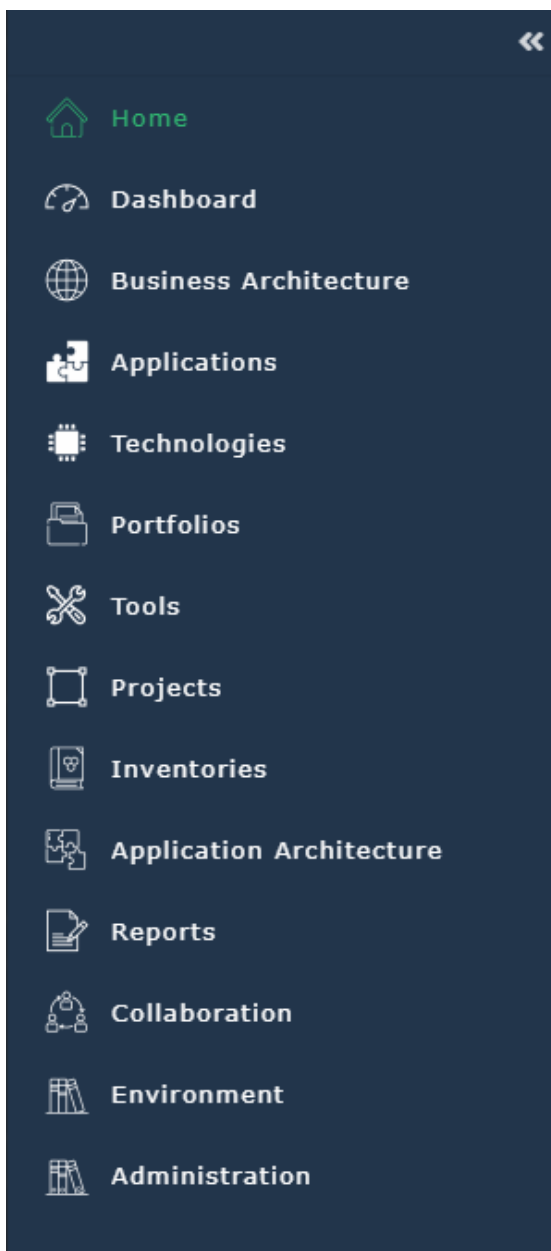 Home
Dashboard
Business Architecture
Applications
Technologies
Portfolios
Tools
Projects
Inventories
Application Architecture
Reports
Collaboration
Environment
Administration